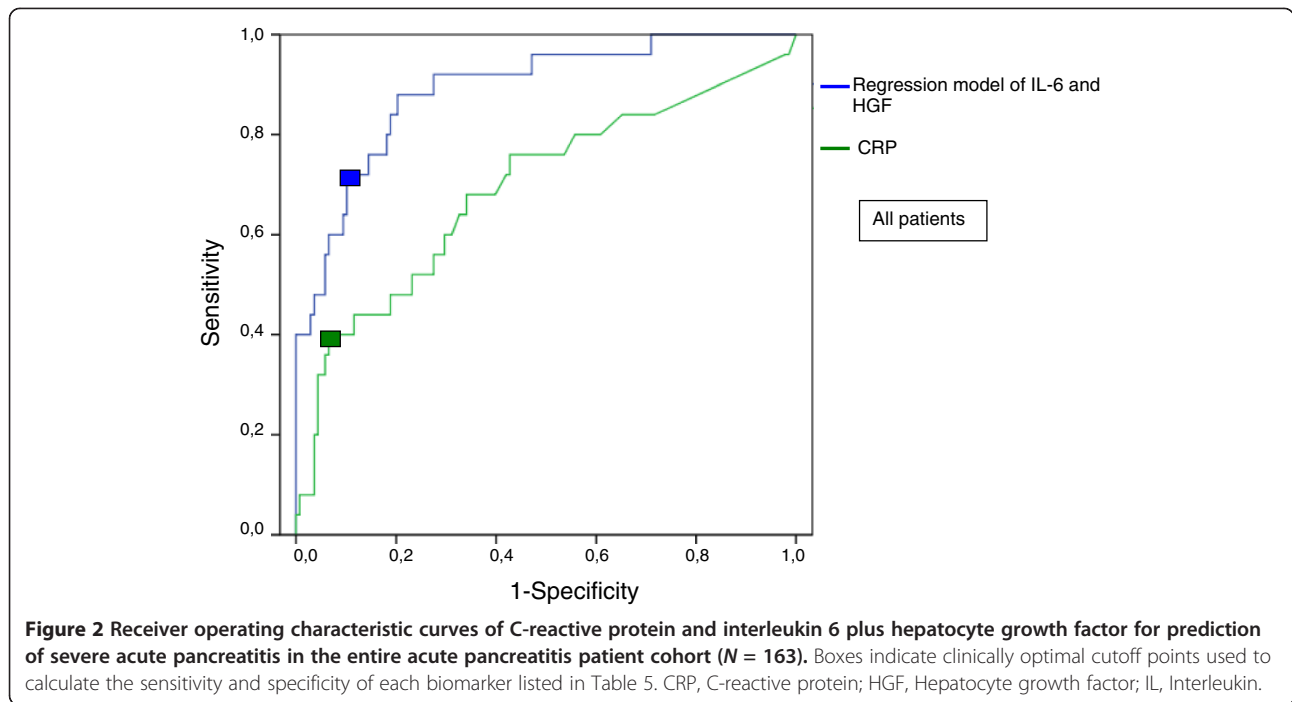 1,0
0,8
0,6
0,4
0,2
0,0
Sensitivity
0,0 0,2 0,4 0,6 0,8 1,0
1-Specificity
Regression model of IL-6 and
HGF
CRP
All patients
Figure 2 Receiver operating characteristic curves of C-reactive protein and interleukin 6 plus hepatocyte growth factor for prediction
of severe acute pancreatitis in the entire acute pancreatitis patient cohort (N = 163). Boxes indicate clinically optimal cutoff points used to
calculate the sensitivity and specificity of each biomarker listed in Table 5. CRP, C-reactive protein; HGF, Hepatocyte growth factor; IL, Interleukin.